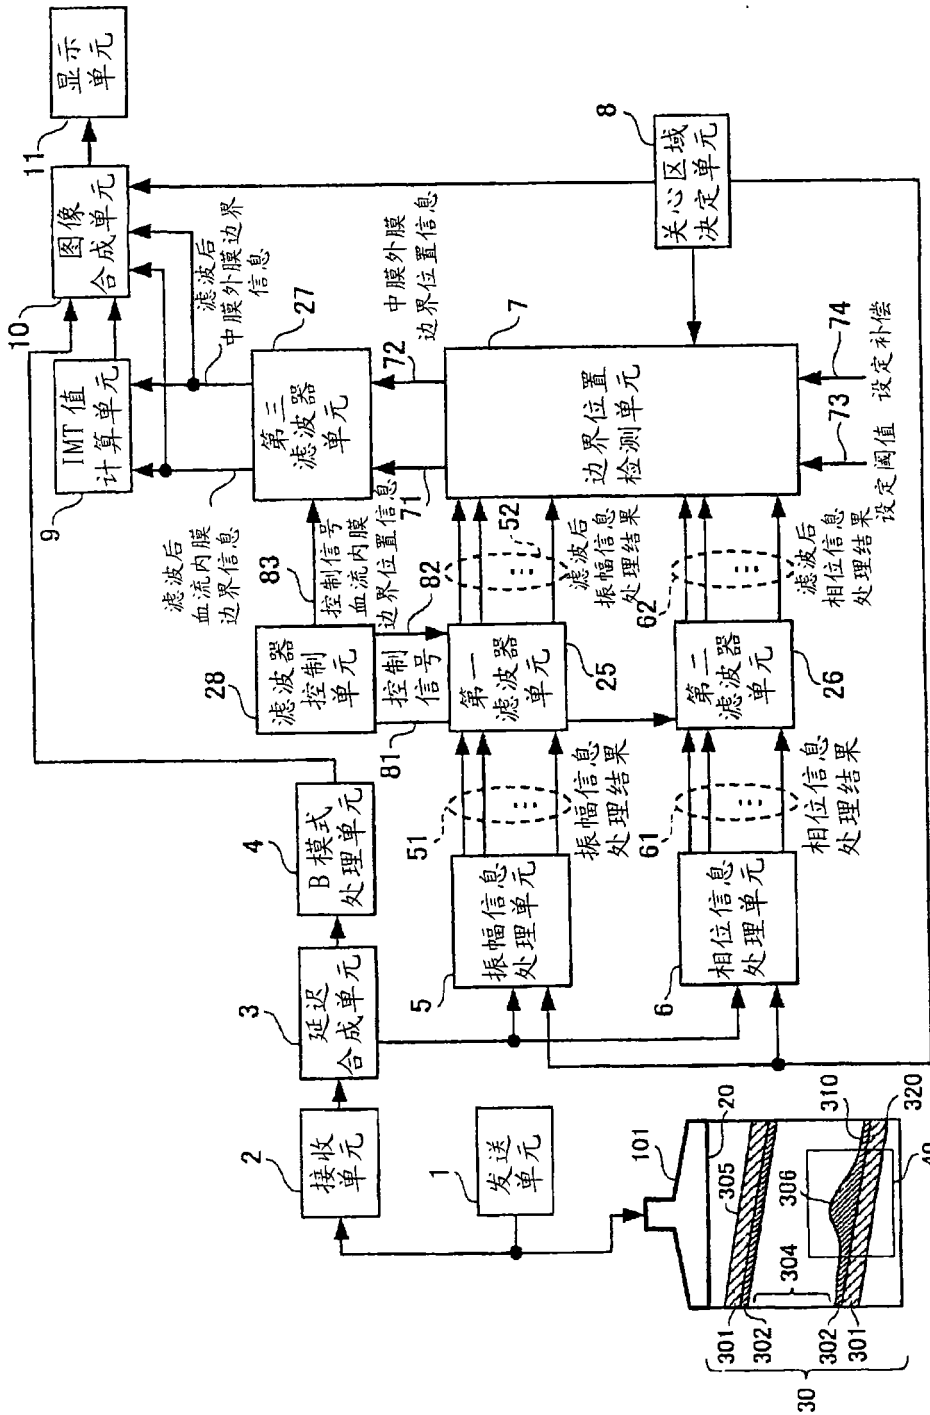 1
发送
单元
2
接收
单元
3
延迟
合成单元
4
B 模式
处理单元
5
振幅信息
处理单元
6
相位信息
处理单元
51
振幅信息
处理结果
61
相位信息
处理结果
28
滤波器
控制
单元
81
控制
信号
82
83
控制信号
第一
滤波器
单元
25
第二
滤波器
单元
26
52
滤波后
振幅信息
处理结果
62
滤波后
相位信息
处理结果
7
边界位置
检测单元
73
设定阈值
74
设定补偿
8
关心区域
决定单元
71
血流内膜
边界位置信息
72
中膜外膜
边界位置信息
27
第三
滤波器
单元
滤波后
血流内膜
边界信息
滤波后
中膜外膜边界
信息
9
IMT 值
计算单元
10
图像
合成单元
11
显示
单元
101
20
305
306
310
320
40
301
302
304
302
301
30